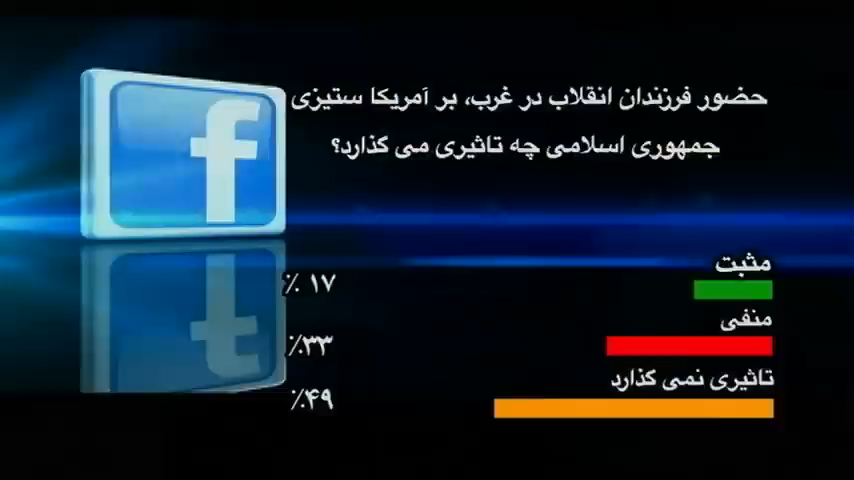 حضور فرزندان انقلاب در غرب، بر آمریکا ستیزی
جمهوری اسلامی چه تاثیری می گذارد؟
مثبت
٪ ۱۷
منفی
٪۳۳
تاثیری نمی گذارد
٪۴۹
f